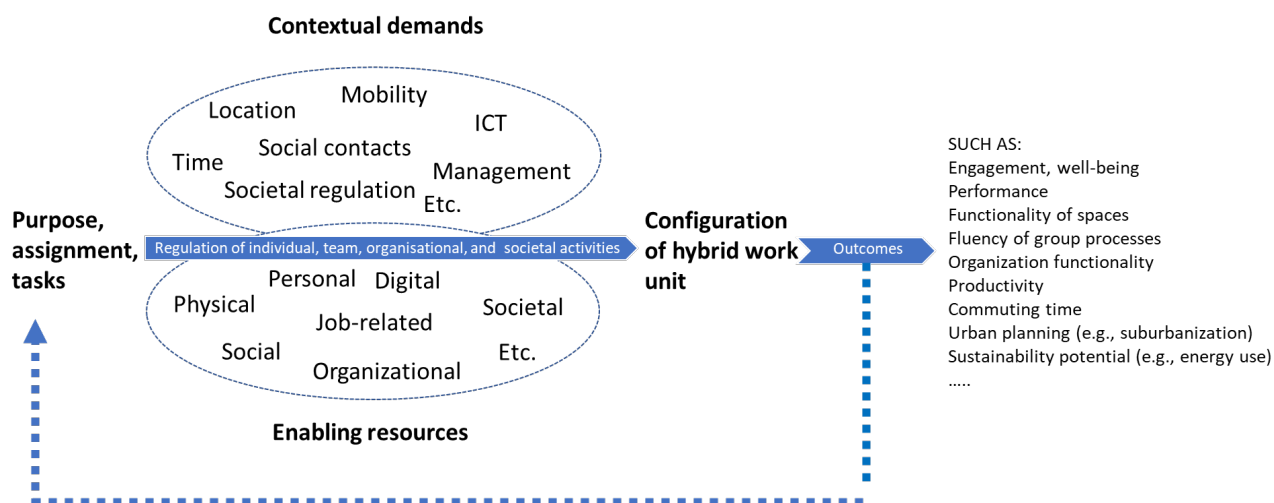 Contextual demands
Location
Mobility
ICT
Time
Social contacts
Management
Societal regulation
Etc.
Purpose,
assignment,
tasks
Regulation of individual, team, organisational, and societal activities
Personal
Digital
Physical
Job-related
Societal
Social
Organizational
Etc.
Enabling resources
Configuration
of hybrid work
unit
Outcomes
SUCH AS:
Engagement, well-being
Performance
Functionality of spaces
Fluency of group processes
Organization functionality
Productivity
Commuting time
Urban planning (e.g., suburbanization)
Sustainability potential (e.g., energy use)
.....